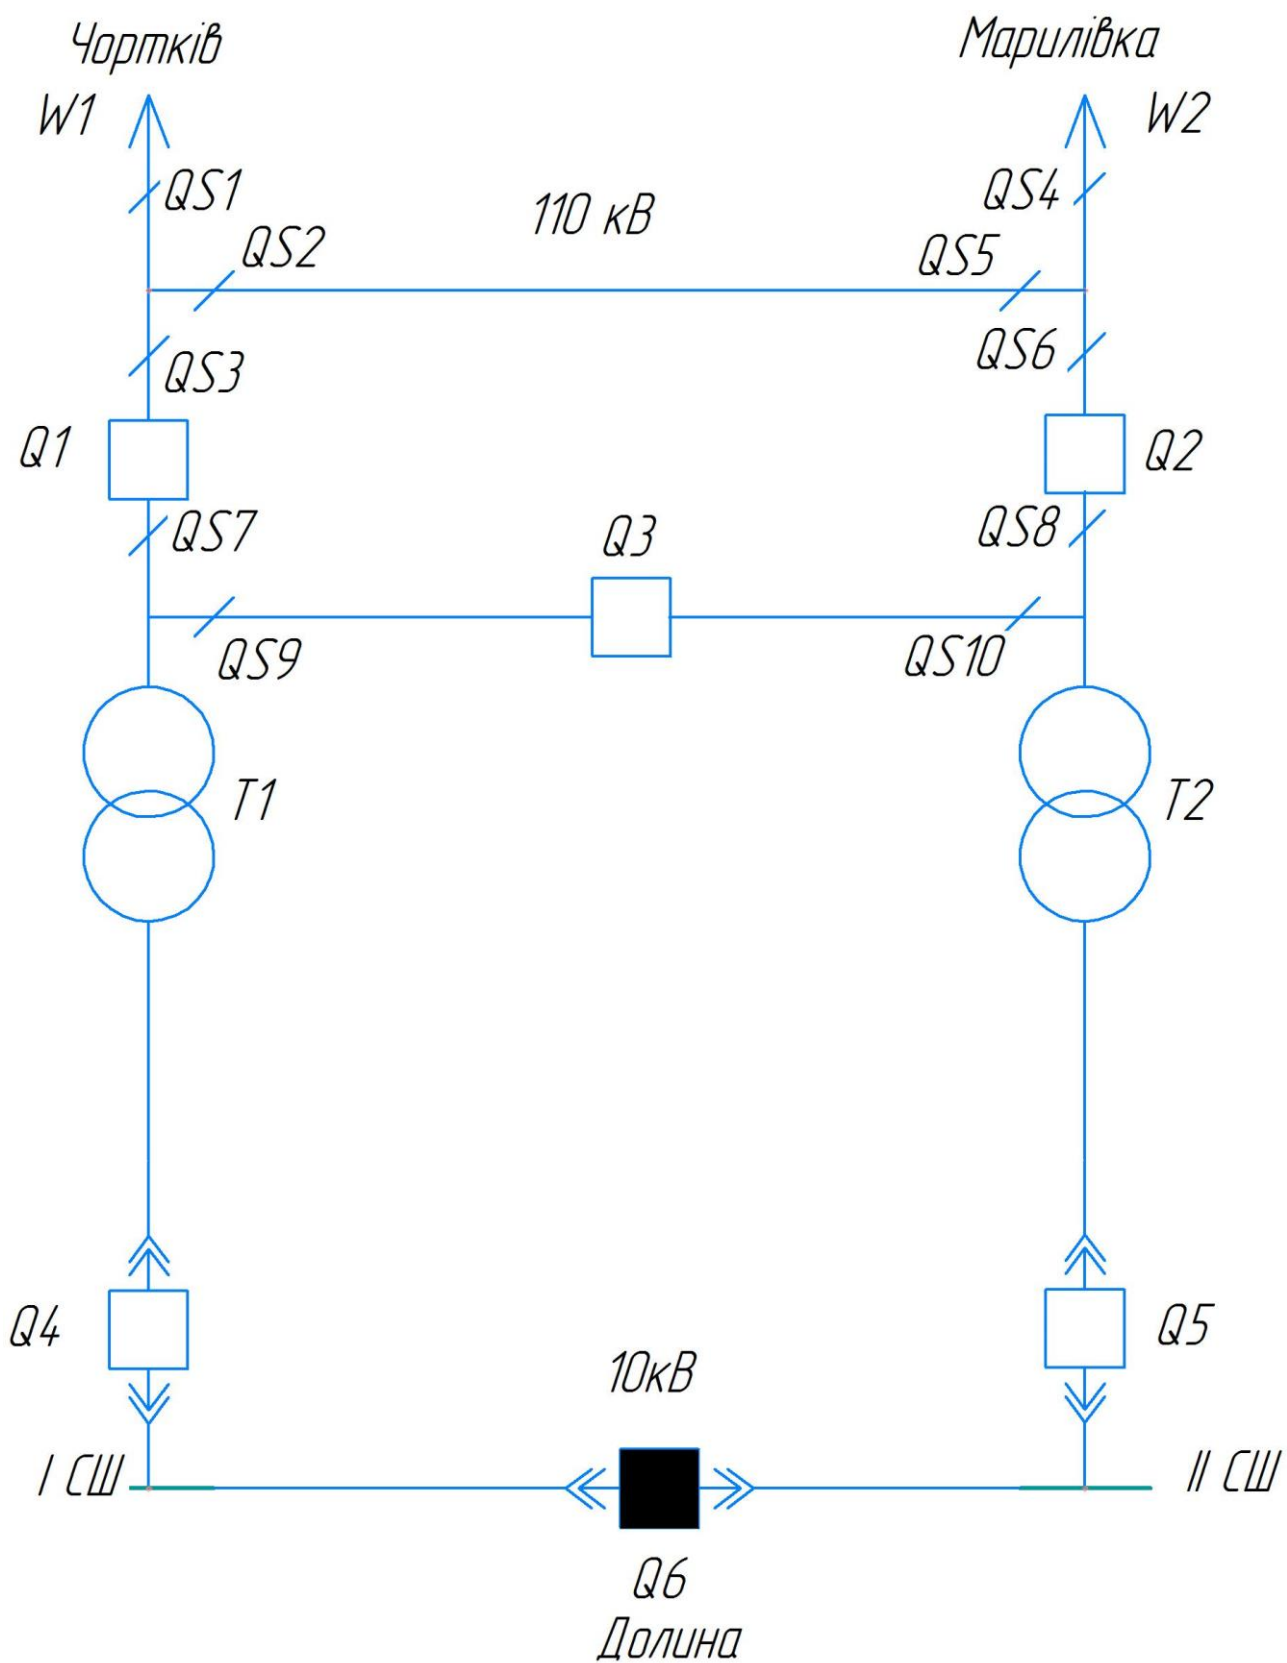 Чортків
Марилівка
W1
W2
QS1
QS4
110 кВ
QS2
QS5
QS3
QS6
Q1
Q2
QS7
Q3
QS8
QS9
QS10
T1
T2
Q4
Q5
10кВ
I СШ
II СШ
Q6
Долина